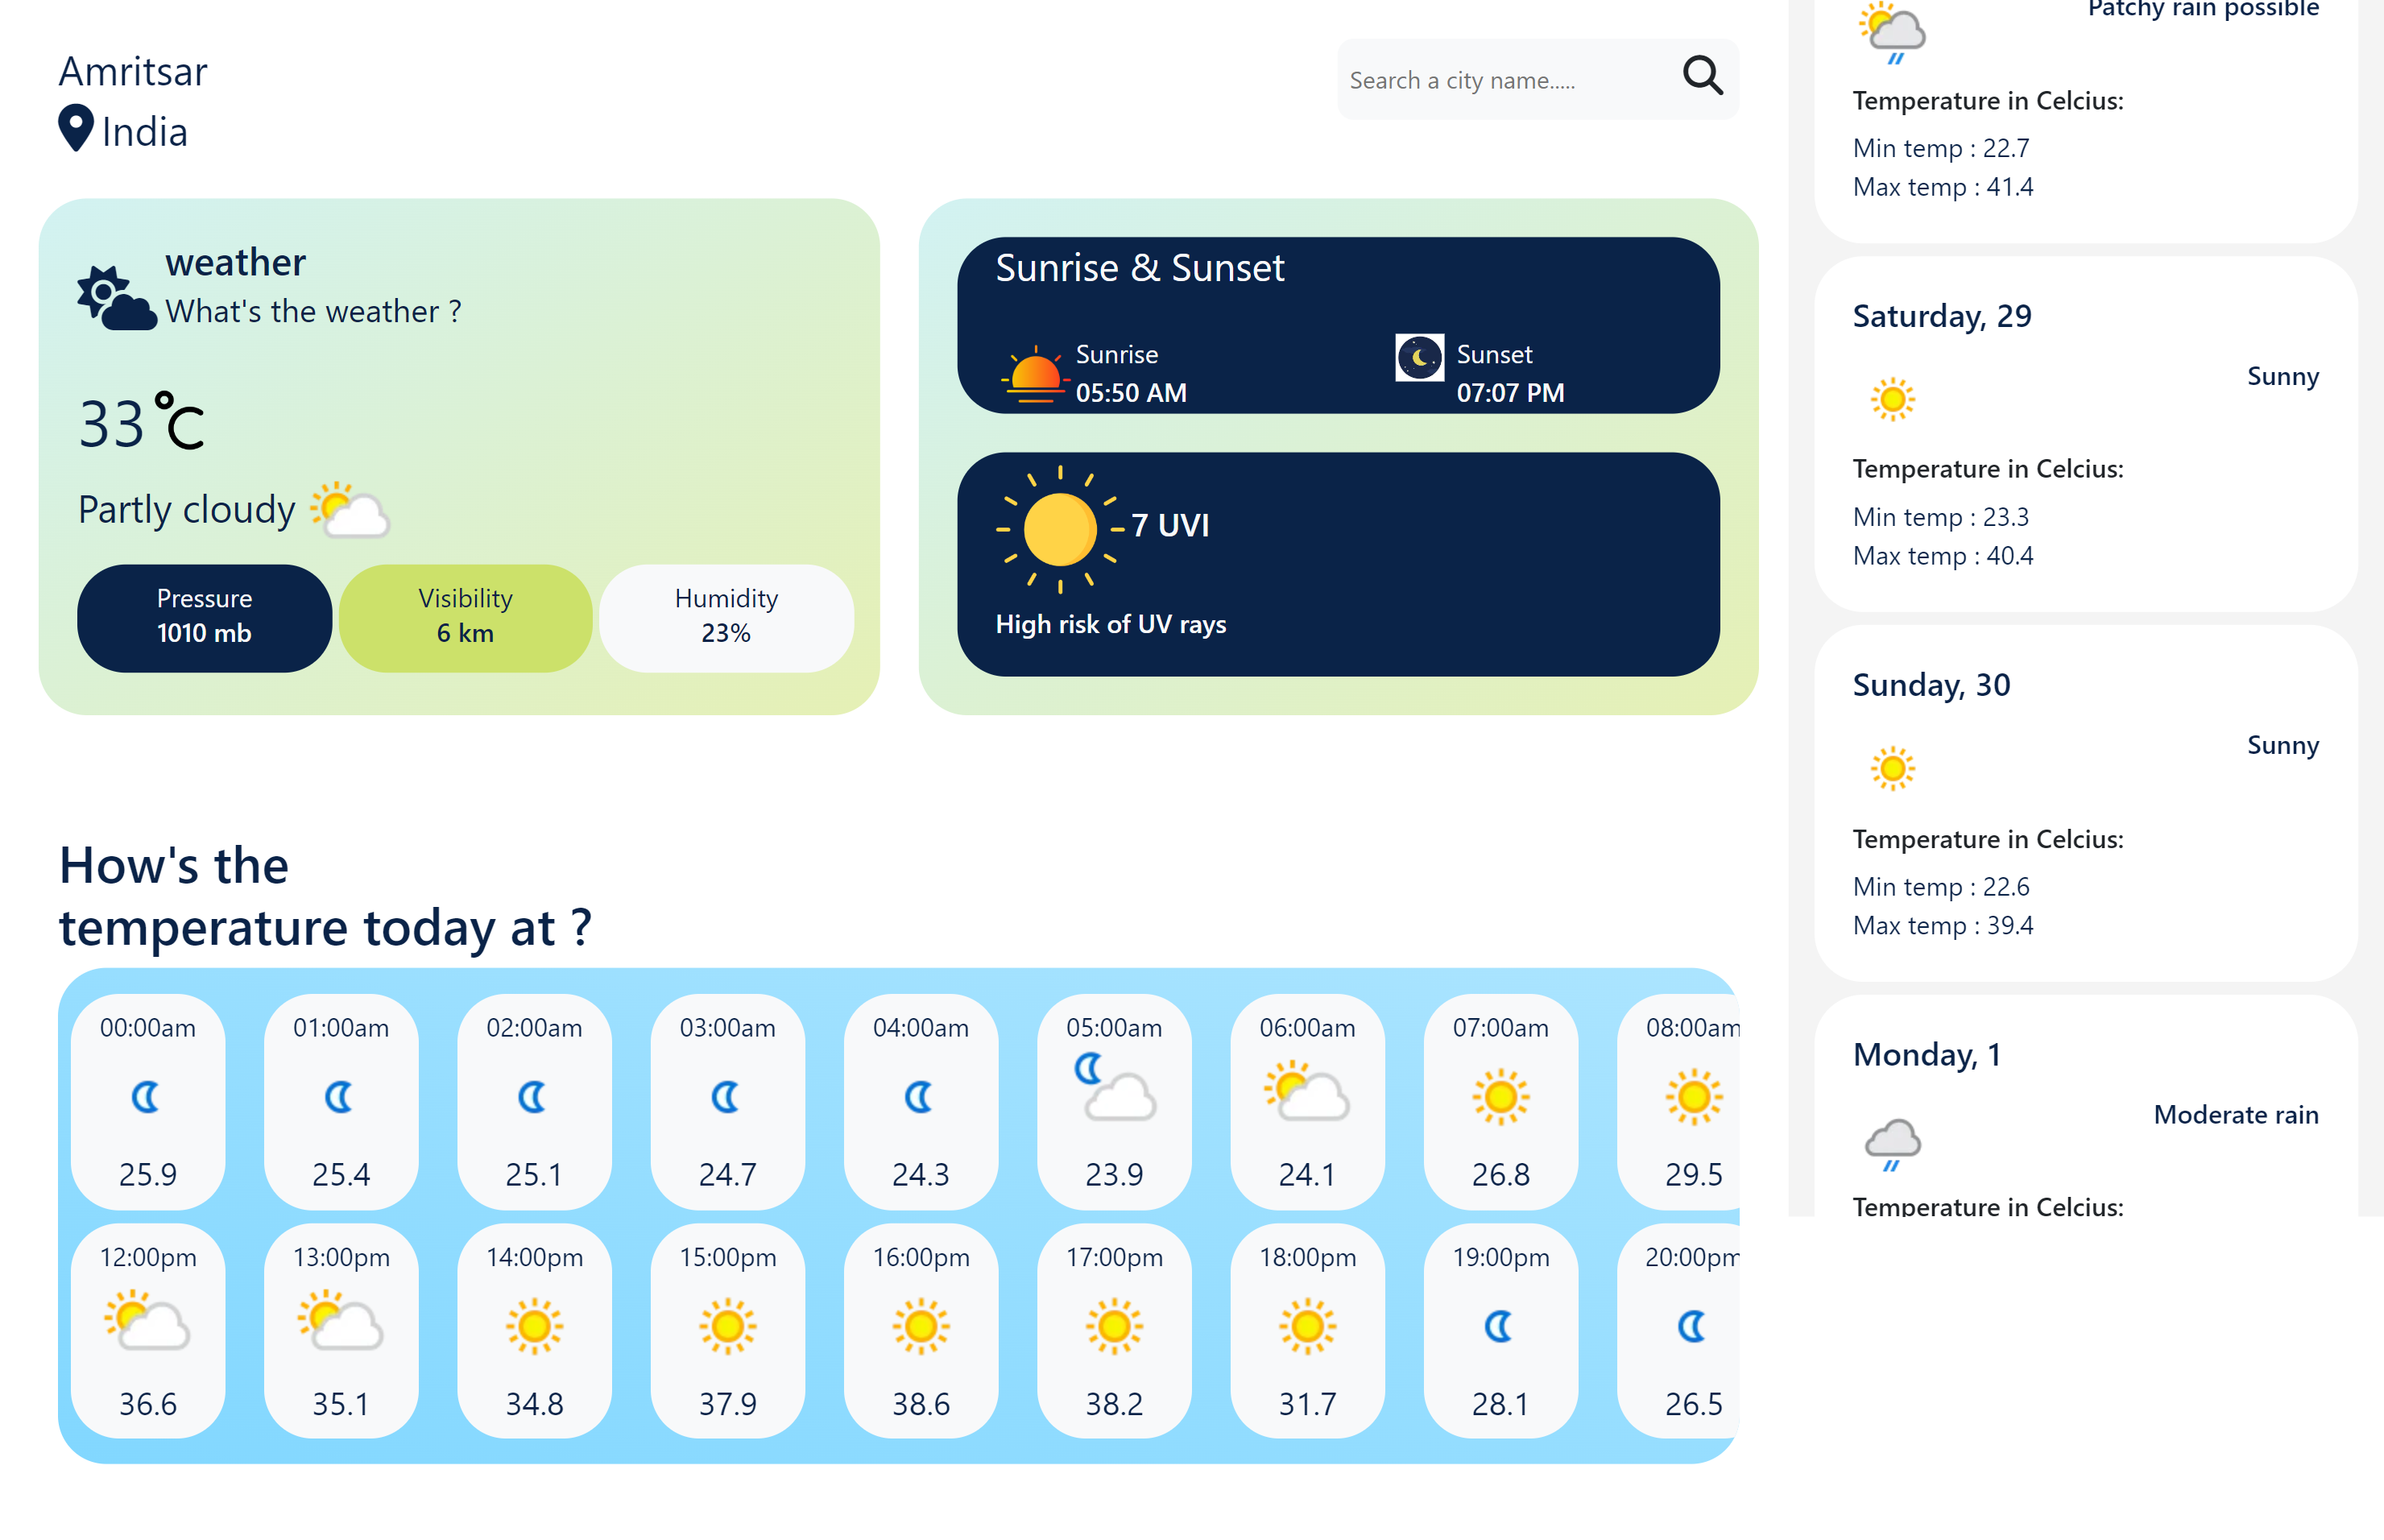 Amritsar
India
Search a city name.....
weather
What's the weather ?
33 °C
Partly cloudy
Pressure
1010 mb
Visibility
6 km
Humidity
23%
Sunrise & Sunset
Sunrise
05:50 AM
Sunset
07:07 PM
7 UVI
High risk of UV rays
How's the
temperature today at ?
00:00am 01:00am 02:00am 03:00am 04:00am 05:00am 06:00am 07:00am 08:00am
25.9 25.4 25.1 24.7 24.3 23.9 24.1 26.8 29.5
12:00pm 13:00pm 14:00pm 15:00pm 16:00pm 17:00pm 18:00pm 19:00pm 20:00pm
36.6 35.1 34.8 37.9 38.6 38.2 31.7 28.1 26.5
Patchy rain possible
Temperature in Celcius:
Min temp : 22.7
Max temp : 41.4
Saturday, 29
Sunny
Temperature in Celcius:
Min temp : 23.3
Max temp : 40.4
Sunday, 30
Sunny
Temperature in Celcius:
Min temp : 22.6
Max temp : 39.4
Monday, 1
Moderate rain
Temperature in Celcius: